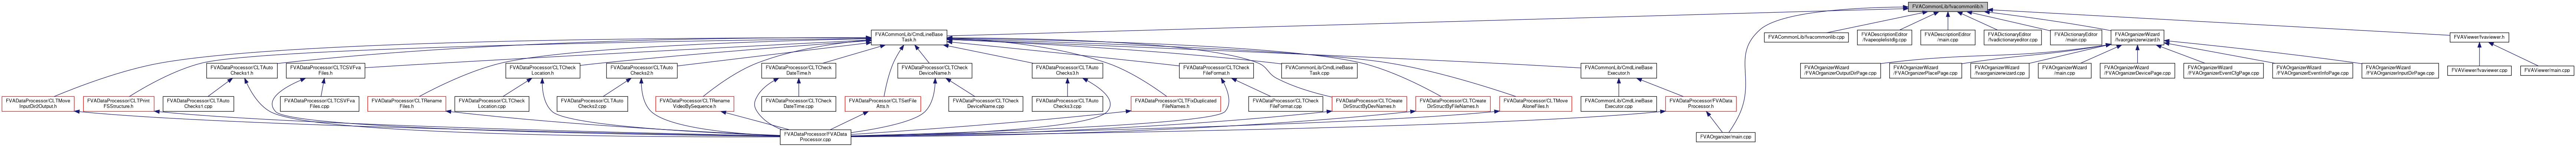 FVACommonLib/fvacommonlib.h
FVACommonLib/CmdLineBase
Task.h
FVACommonLib/fvacommonlib.cpp
FVADescriptionEditor
/fvapeoplelistdlg.cpp
FVADescriptionEditor
/main.cpp
FVADictionaryEditor
/fvadictionaryeditor.cpp
FVADictionaryEditor
/main.cpp
FVAOrganizerWizard
/fvaorganizerwizard.h
FVAViewer/fvaviewer.h
FVADataProcessor/CLTAuto
Checks1.h
FVADataProcessor/CLTCSVFva
Files.h
FVADataProcessor/CLTCheck
Location.h
FVADataProcessor/CLTAuto
Checks2.h
FVADataProcessor/CLTCheck
DateTime.h
FVADataProcessor/CLTCheck
DeviceName.h
FVADataProcessor/CLTAuto
Checks3.h
FVADataProcessor/CLTCheck
FileFormat.h
FVACommonLib/CmdLineBase
Task.cpp
FVACommonLib/CmdLineBase
Executor.h
FVAOrganizerWizard
/FVAOrganizerOutputDirPage.cpp
FVAOrganizerWizard
/FVAOrganizerPlacePage.cpp
FVAOrganizerWizard
/fvaorganizerwizard.cpp
FVAOrganizerWizard
/main.cpp
FVAOrganizerWizard
/FVAOrganizerDevicePage.cpp
FVAOrganizerWizard
/FVAOrganizerEventCfgPage.cpp
FVAOrganizerWizard
/FVAOrganizerEventInfoPage.cpp
FVAOrganizerWizard
/FVAOrganizerInputDirPage.cpp
FVAViewer/fvaviewer.cpp
FVAViewer/main.cpp
FVADataProcessor/CLTMove
InputDir2Output.h
FVADataProcessor/CLTPrint
FSStructure.h
FVADataProcessor/CLTAuto
Checks1.cpp
FVADataProcessor/CLTCSVFva
Files.cpp
FVADataProcessor/CLTRename
Files.h
FVADataProcessor/CLTCheck
Location.cpp
FVADataProcessor/CLTAuto
Checks2.cpp
FVADataProcessor/CLTRename
VideoBySequence.h
FVADataProcessor/CLTCheck
DateTime.cpp
FVADataProcessor/CLTSetFile
Atts.h
FVADataProcessor/CLTCheck
DeviceName.cpp
FVADataProcessor/CLTAuto
Checks3.cpp
FVADataProcessor/CLTFixDuplicated
FileNames.h
FVADataProcessor/CLTCheck
FileFormat.cpp
FVADataProcessor/CLTCreate
DirStructByDevNames.h
FVADataProcessor/CLTCreate
DirStructByFileNames.h
FVADataProcessor/CLTMove
AloneFiles.h
FVACommonLib/CmdLineBase
Executor.cpp
FVADataProcessor/FVAData
Processor.h
FVADataProcessor/FVAData
Processor.cpp
FVAOrganizer/main.cpp